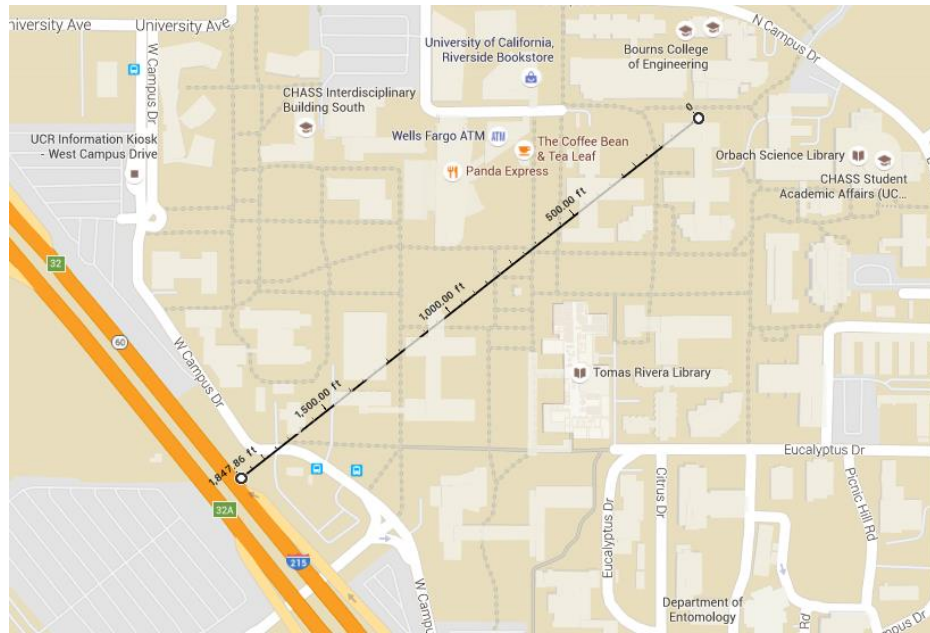 niversity Ave
University Ave
N Campus Dr
University of California,
Riverside Bookstore
Bourns College
of Engineering
W Campus Dr
CHASS Interdisciplinary
Building South
0
Wells Fargo ATM
ATM
The Coffee Bean
& Tea Leaf
Panda Express
UCR Information Kiosk
- West Campus Drive
Orbach Science Library
CHASS Student
Academic Affairs (UC...
500.00 ft
32
1,000.00 ft
60
W Campus Dr
Tomas Rivera Library
1,500.00 ft
Eucalyptus Dr
1,847.86 ft
32A
Eucalyptus Dr
Citrus Dr
Picnic Hill Rd
215
W Campus
Department of
Entomology
Rd